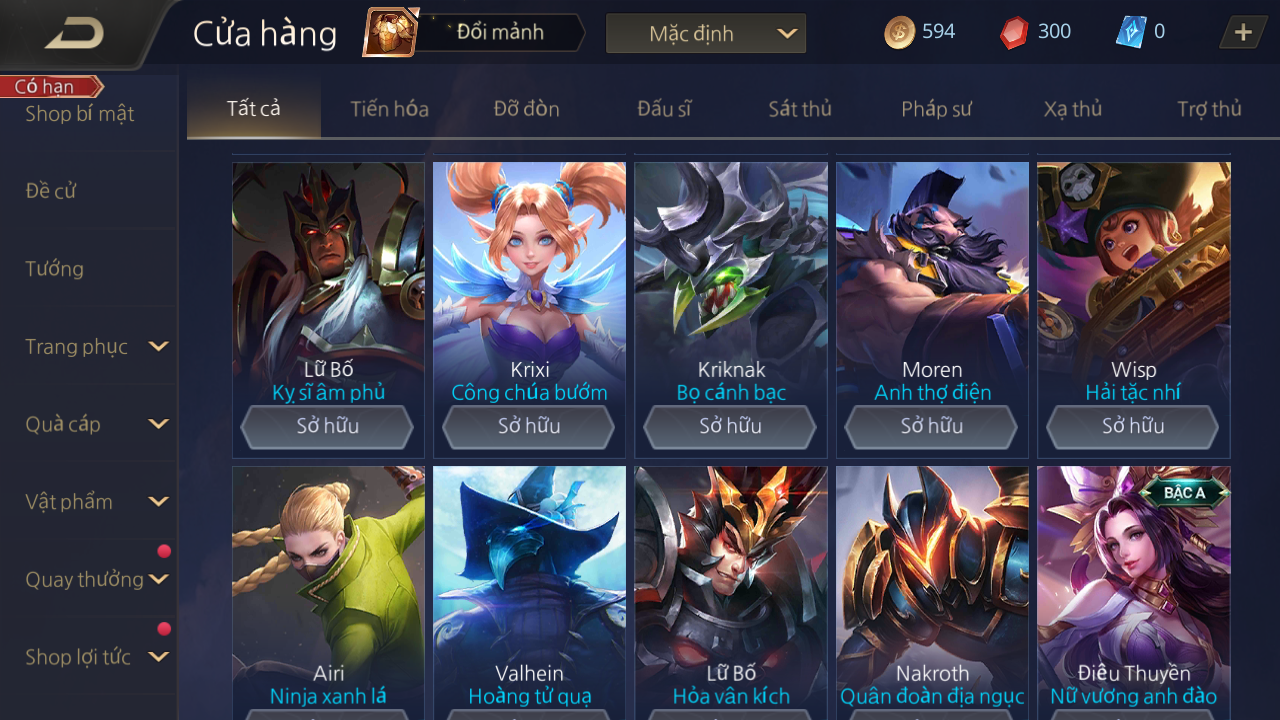 Cửa hàng
Đổi mảnh
Mặc định
594
300
0
Có hạn
Shop bí mật
Đề cử
Tướng
Trang phục
Quà cáp
Vật phẩm
Quay thưởng
Shop lợi tức
Tất cả
Tiến hóa
Đỡ đòn
Đấu sĩ
Sát thủ
Pháp sư
Xạ thủ
Trợ thủ
Lữ Bố
Kỵ sĩ âm phủ
Sở hữu
Krixi
Công chúa bướm
Sở hữu
Kriknak
Bọ cánh bạc
Sở hữu
Moren
Anh thợ điện
Sở hữu
Wisp
Hải tặc nhí
Sở hữu
Airi
Ninja xanh lá
Valhein
Hoàng tử quạ
Lữ Bố
Hỏa vân kích
Nakroth
Quân đoàn địa ngục
BẬC A
Điêu Thuyền
Nữ vương anh đào